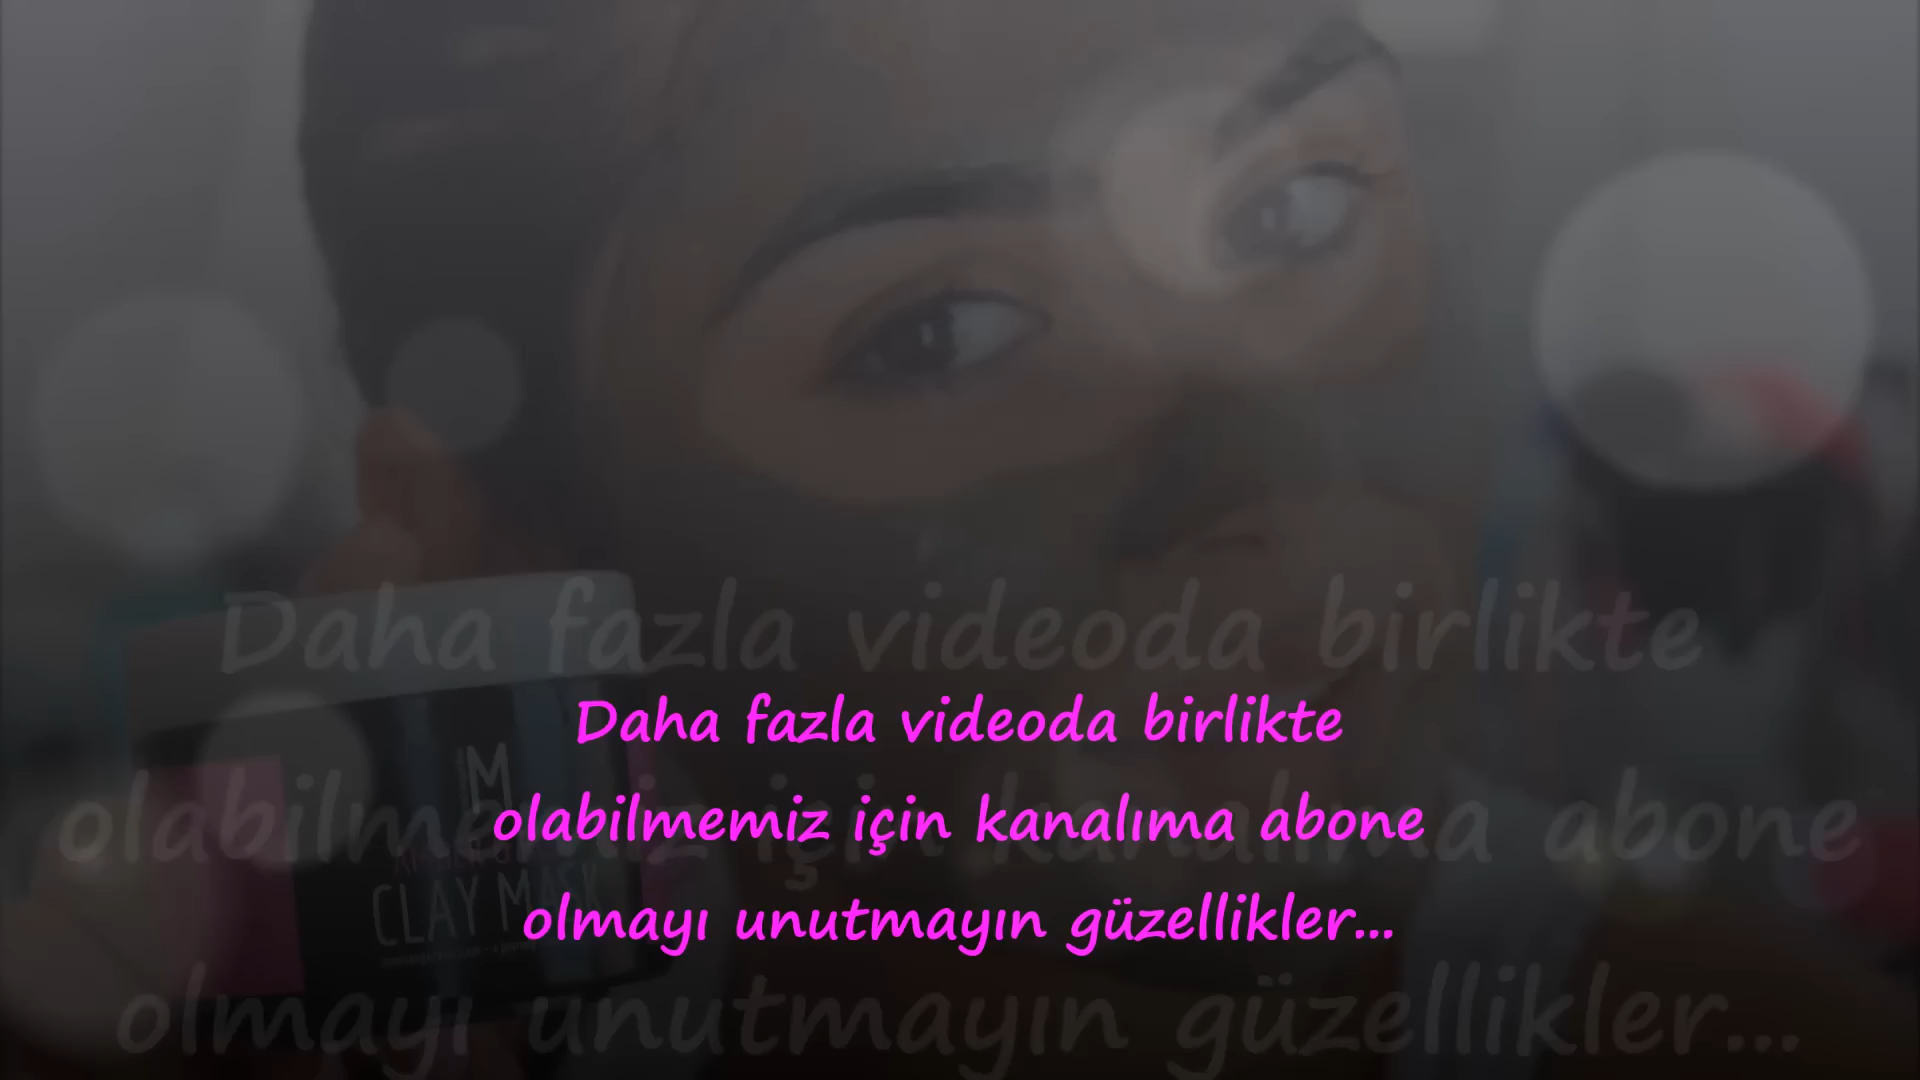 Daha fazla videoda birlikte
Daha fazla videoda birlikte
olabilmemiz için kanalıma abone
olabilmemiz için kanalıma abone
olmayı unutmayın güzellikler...
olmayı unutmayın güzellikler...
M
CLAY MASK